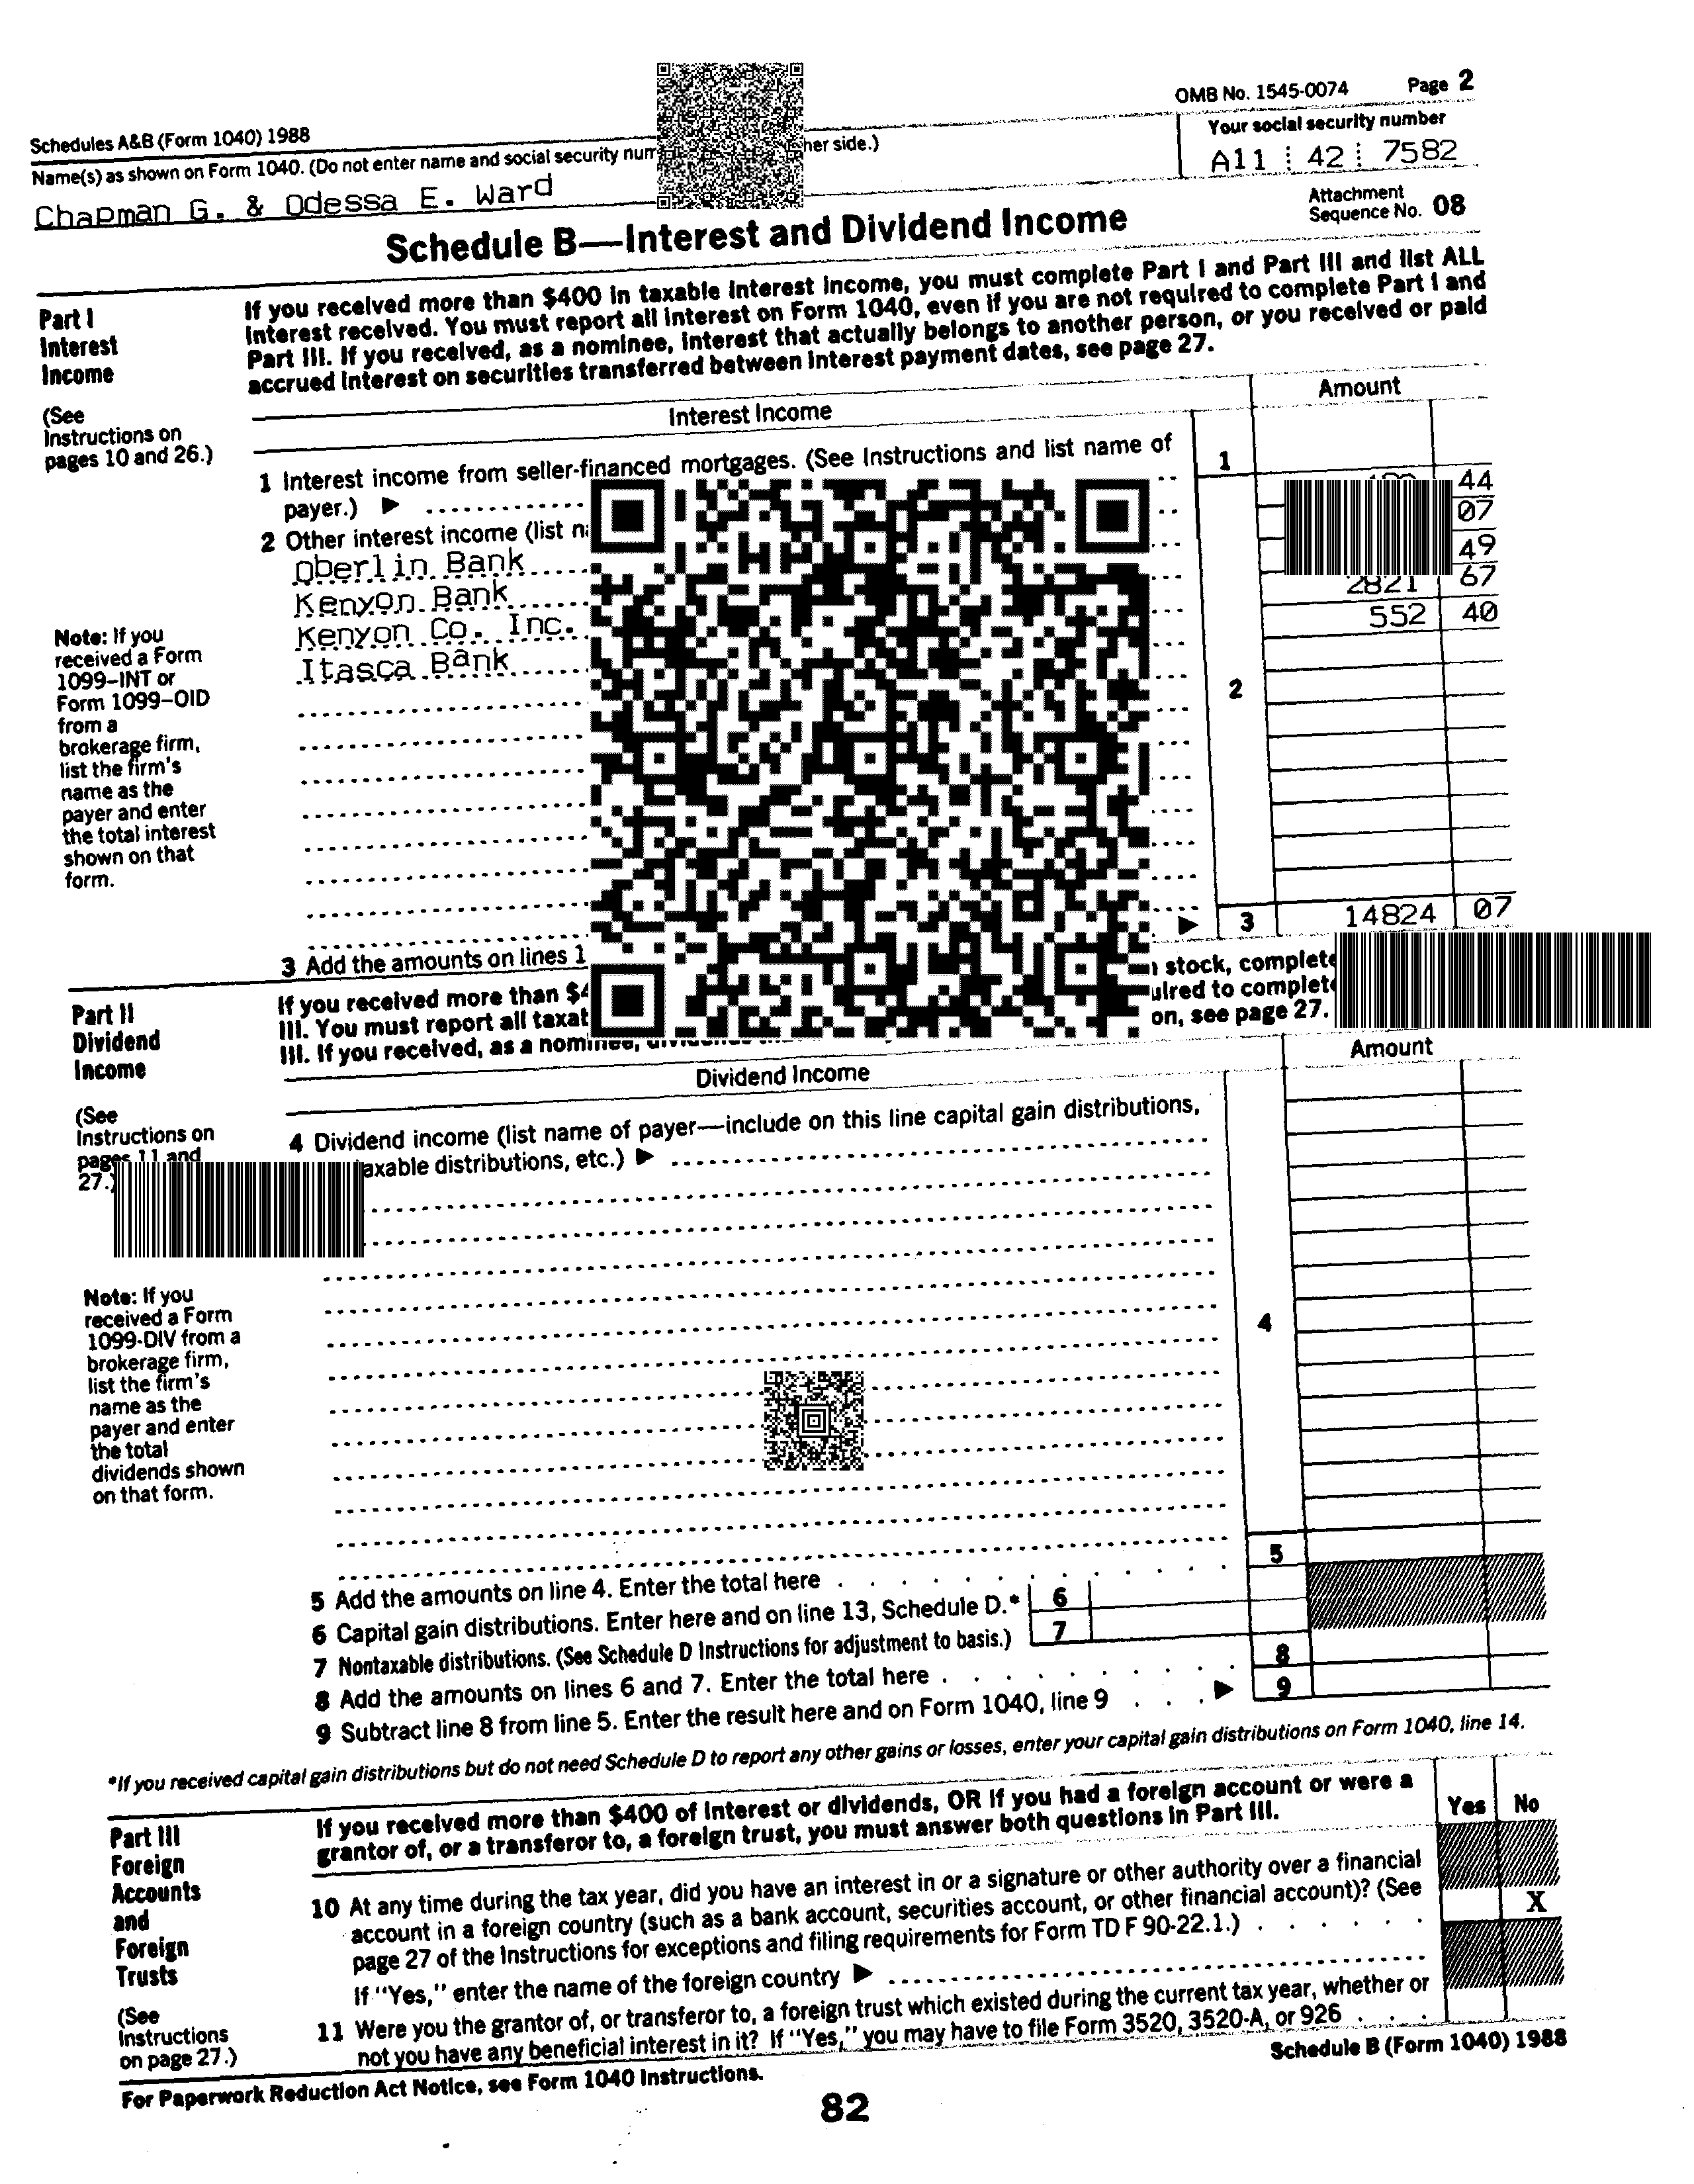 OMB No. 1545-0074 Page 2
Schedules A&B (Form 1040) 1988
Your social security number
Name(s) as shown on Form 1040. (Do not enter name and social security her side.)
A11 42 7582
Chapman G. & Odessa E. Ward
Attachment
Sequence No. 08
Schedule B—Interest and Dividend Income
Part I
Interest
Income
If you received more than $400 in taxable interest income, you must complete Part I and Part III and list ALL
interest received. You must report all interest on Form 1040, even if you are not required to complete Part I and
Part III. If you received, as a nominee, interest that actually belongs to another person, or you received or paid
accrued interest on securities transferred between interest payment dates, see page 27.
(See
Instructions on
pages 10 and 26.)
Interest Income
Amount
1 Interest income from seller-financed mortgages. (See Instructions and list name of
payer.) ▶
1
2 Other interest income (list
44
Oberlin Bank
07
Kenyon Bank
49
Kenyon Co. Inc.
2821 67
Itasca Bank
552 40
2
Note: If you
received a Form
1099–INT or
Form 1099–OID
from a
brokerage firm,
list the firm's
name as the
payer and enter
the total interest
shown on that
form.
3 Add the amounts on lines 1 ▶ 3 14824 07
Part II
Dividend
Income
If you received more than stock, complete
III. You must report all ulred to complete
III. If you received, as a nominee, on, see page 27.
(See
Instructions on
pages 11 and
27.)
Dividend Income
Amount
4 Dividend income (list name of payer—include on this line capital gain distributions,
axable distributions, etc.) ▶
4
Note: If you
received a Form
1099-DIV from a
brokerage firm,
list the firm's
name as the
payer and enter
the total
dividends shown
on that form.
5 Add the amounts on line 4. Enter the total here 5
6 Capital gain distributions. Enter here and on line 13, Schedule D.* 6
7 Nontaxable distributions. (See Schedule D Instructions for adjustment to basis.) 7
8 Add the amounts on lines 6 and 7. Enter the total here 8
9 Subtract line 8 from line 5. Enter the result here and on Form 1040, line 9 ▶ 9
*If you received capital gain distributions but do not need Schedule D to report any other gains or losses, enter your capital gain distributions on Form 1040, line 14.
Part III
Foreign
Accounts
and
Foreign
Trusts
If you received more than $400 of interest or dividends, OR if you had a foreign account or were a
grantor of, or a transferor to, a foreign trust, you must answer both questions in Part III.
Yes No
10 At any time during the tax year, did you have an interest in or a signature or other authority over a financial
account in a foreign country (such as a bank account, securities account, or other financial account)? (See
page 27 of the Instructions for exceptions and filing requirements for Form TD F 90-22.1.)
X
If "Yes," enter the name of the foreign country ▶
(See
Instructions
on page 27.)
11 Were you the grantor of, or transferor to, a foreign trust which existed during the current tax year, whether or
not you have any beneficial interest in it? If "Yes," you may have to file Form 3520, 3520-A, or 926
For Paperwork Reduction Act Notice, see Form 1040 Instructions.
Schedule B (Form 1040) 1988
82